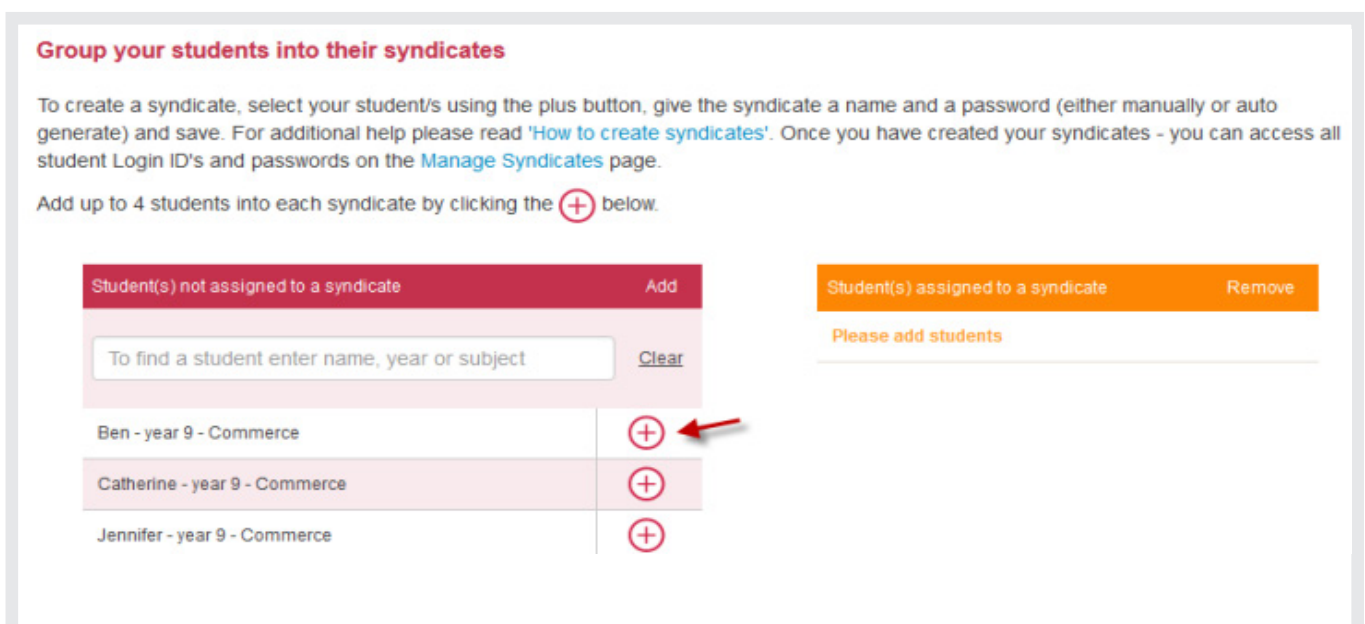 Group your students into their syndicates
To create a syndicate, select your student/s using the plus button, give the syndicate a name and a password (either manually or auto
generate) and save. For additional help please read 'How to create syndicates'. Once you have created your syndicates - you can access all
student Login ID's and passwords on the Manage Syndicates page.
Add up to 4 students into each syndicate by clicking the + below.
Student(s) not assigned to a syndicate Add
Student(s) assigned to a syndicate Remove
To find a student enter name, year or subject Clear
Please add students
Ben - year 9 - Commerce
Catherine - year 9 - Commerce
Jennifer - year 9 - Commerce